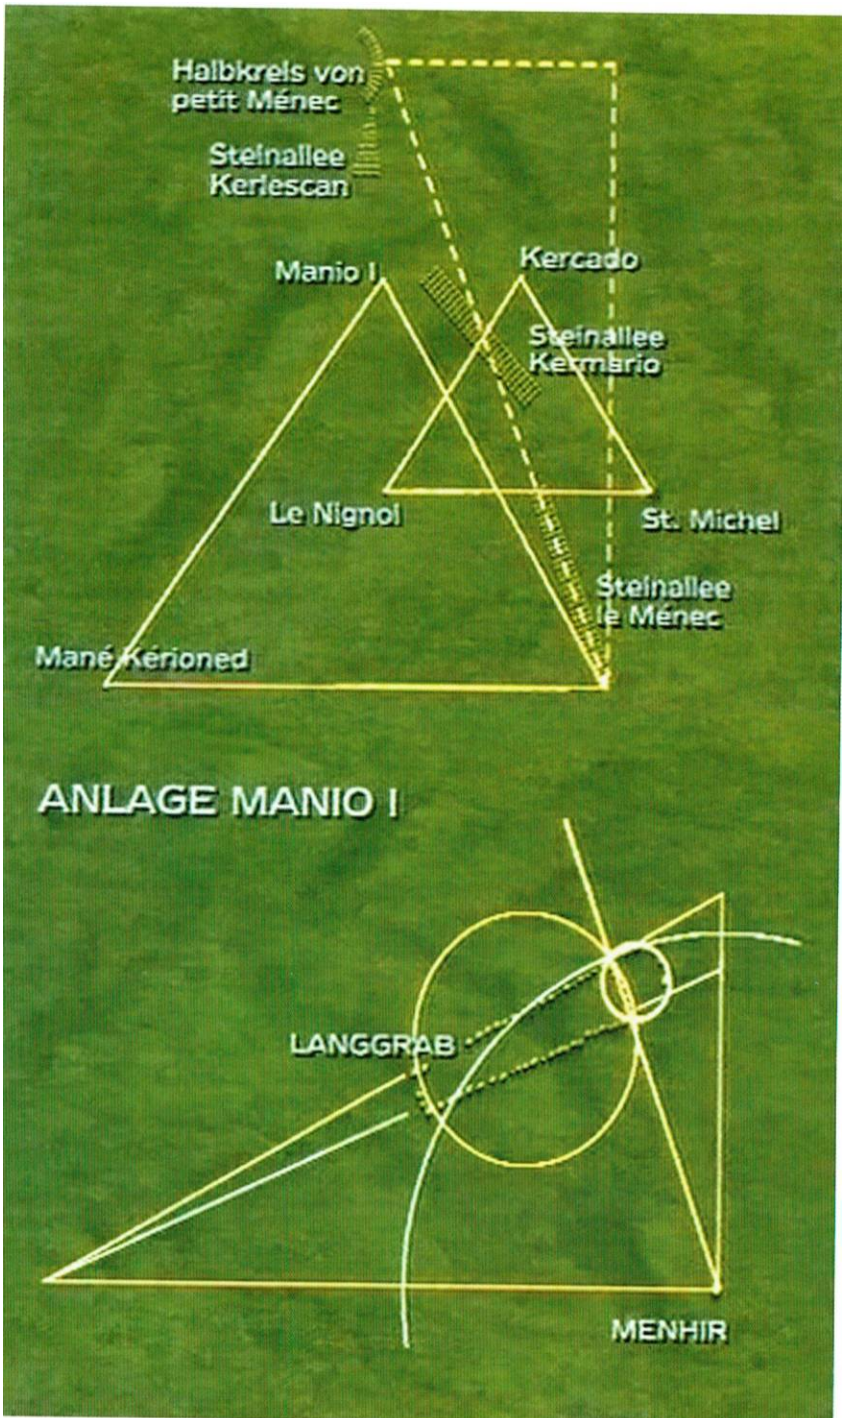 Halbkreis von
petit Ménec
Steinallee
Kerlescan
Manio I
Kercado
Steinallee
Kermario
Le Nignol
St. Michel
Steinallee
le Ménec
Mané Kérioned
ANLAGE MANIO I
LANGGRAB
MENHIR